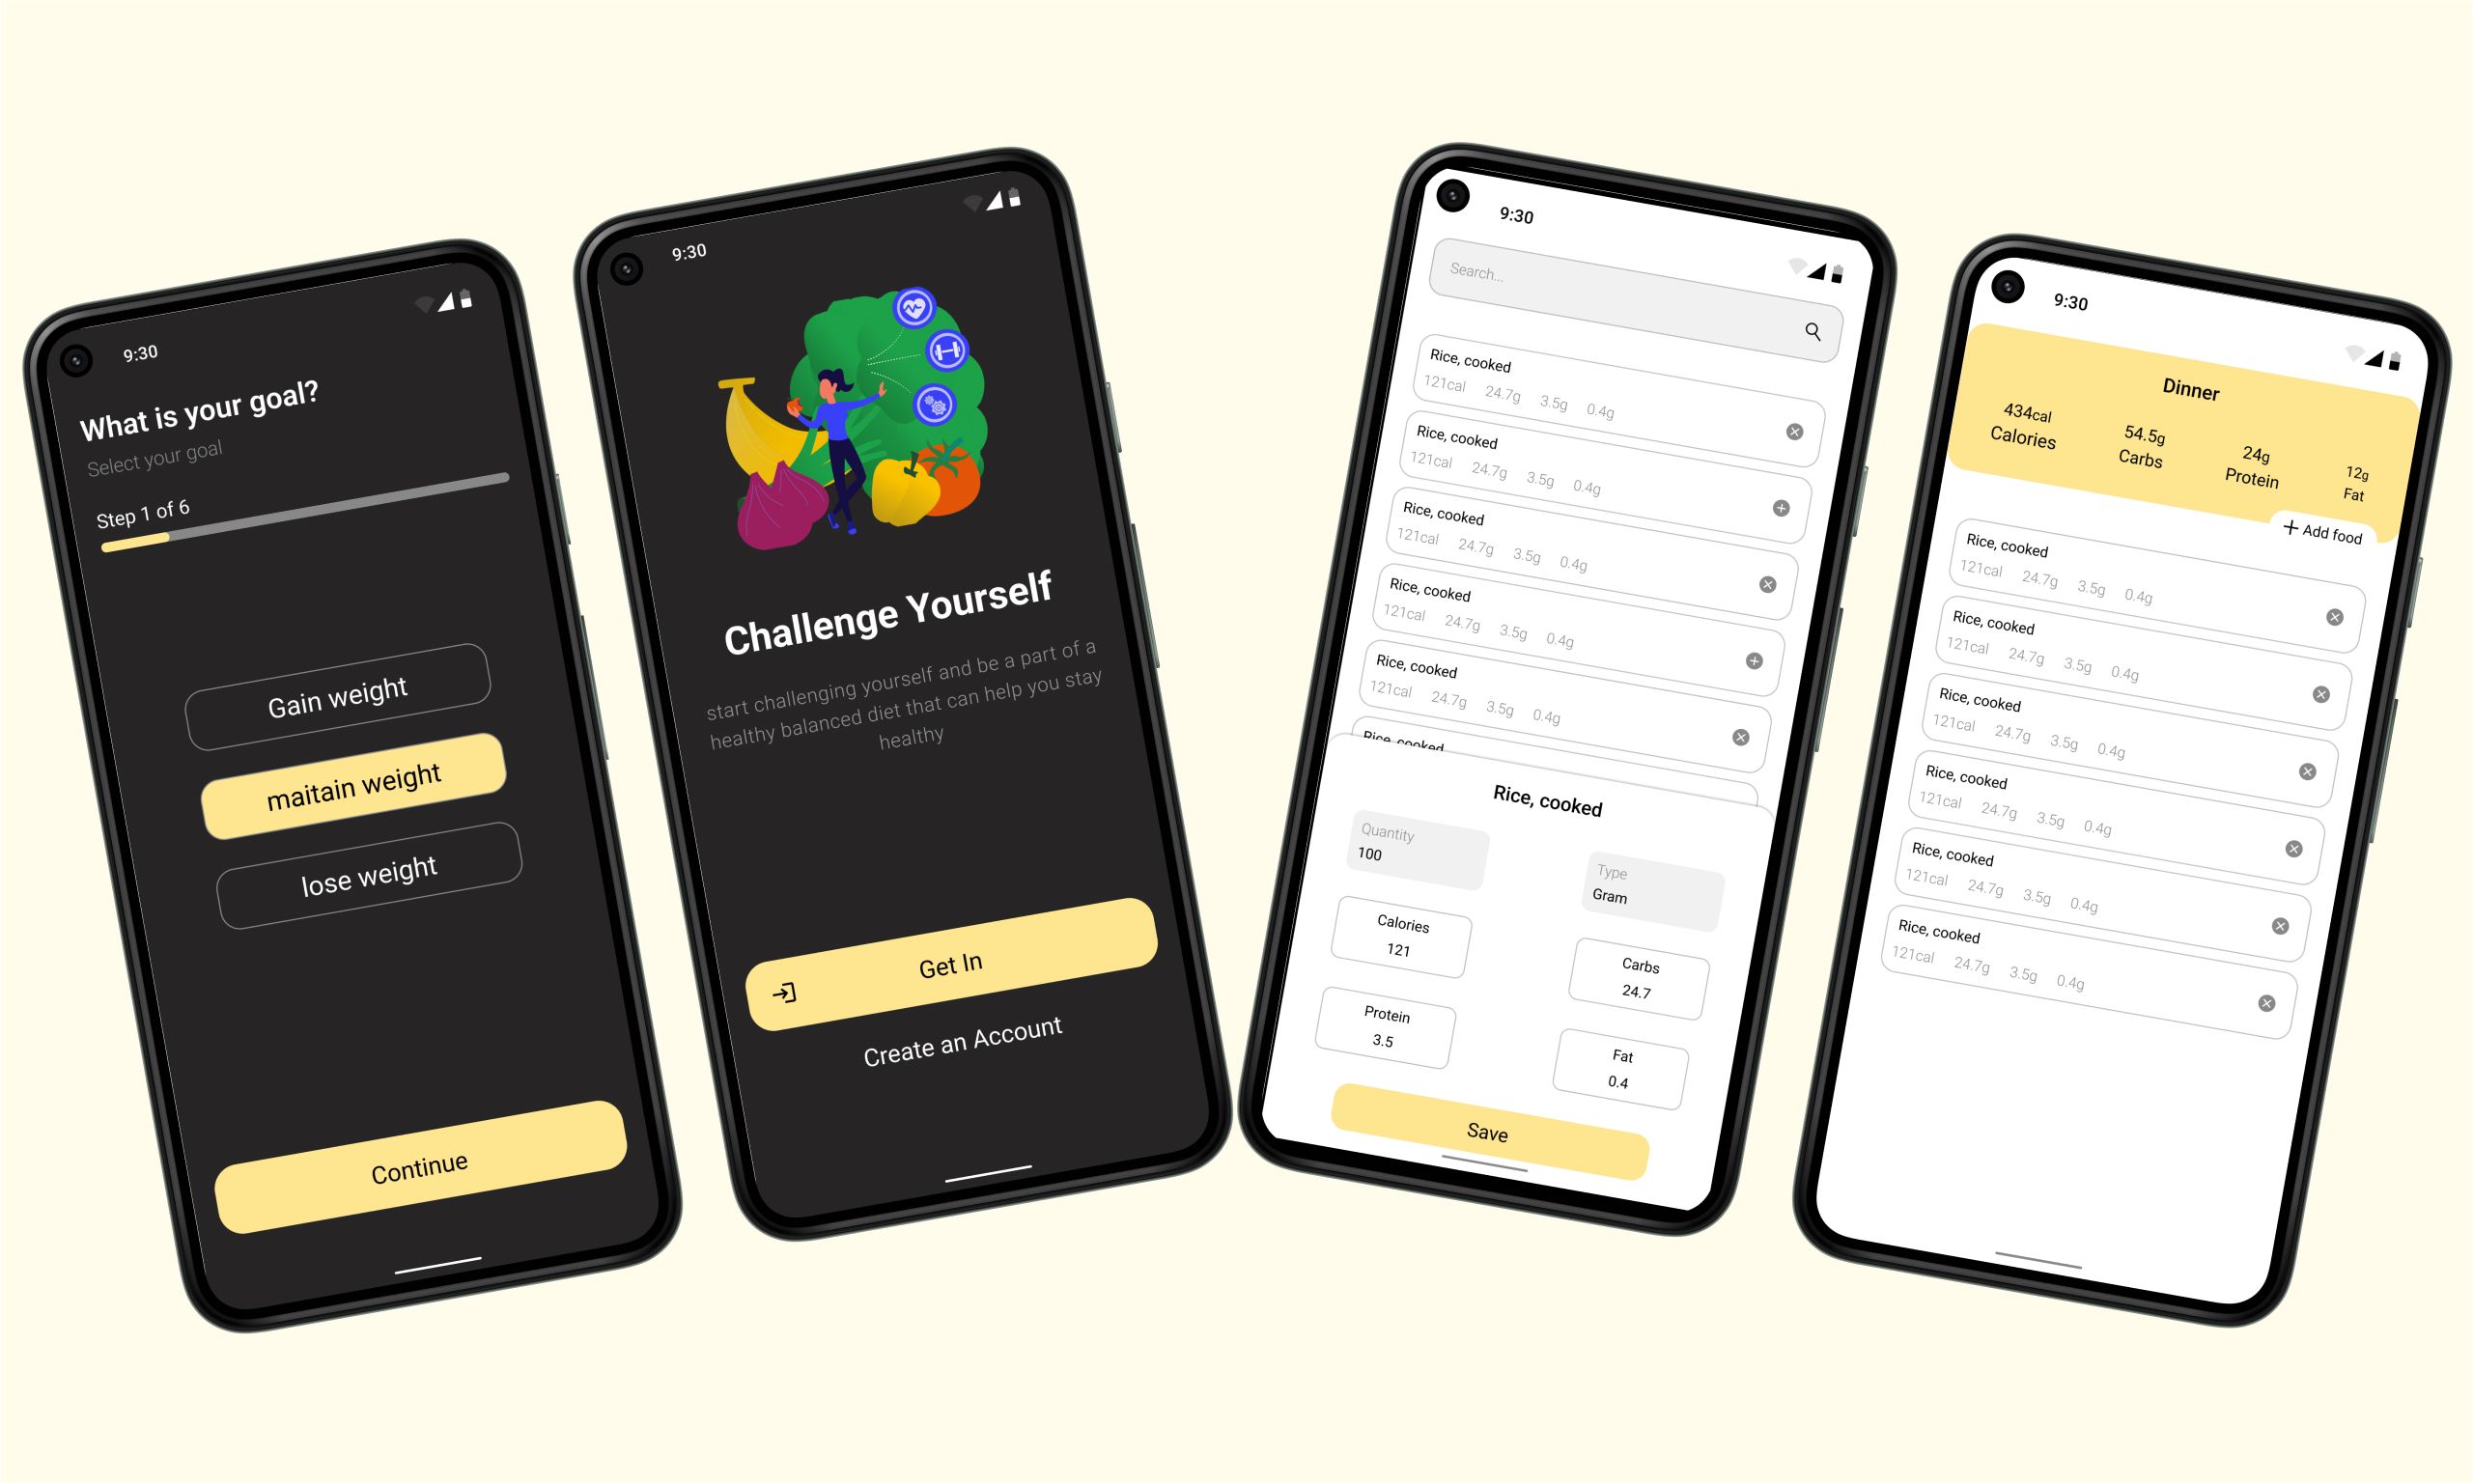 9:30
What is your goal?
Select your goal
Step 1 of 6
Gain weight
maitain weight
lose weight
Continue
9:30
Challenge Yourself
start challenging yourself and be a part of a
healthy balanced diet that can help you stay
healthy
Get In
Create an Account
9:30
Search...
Rice, cooked
121cal 24.7g 3.5g 0.4g
Rice, cooked
121cal 24.7g 3.5g 0.4g
Rice, cooked
121cal 24.7g 3.5g 0.4g
Rice, cooked
121cal 24.7g 3.5g 0.4g
Rice, cooked
121cal 24.7g 3.5g 0.4g
Rice, cooked
Rice, cooked
Quantity
100
Type
Gram
Calories
121
Carbs
24.7
Protein
3.5
Fat
0.4
Save
9:30
Dinner
434cal 54.5g 24g 12g
Calories Carbs Protein Fat
Add food
Rice, cooked
121cal 24.7g 3.5g 0.4g
Rice, cooked
121cal 24.7g 3.5g 0.4g
Rice, cooked
121cal 24.7g 3.5g 0.4g
Rice, cooked
121cal 24.7g 3.5g 0.4g
Rice, cooked
121cal 24.7g 3.5g 0.4g
Rice, cooked
121cal 24.7g 3.5g 0.4g